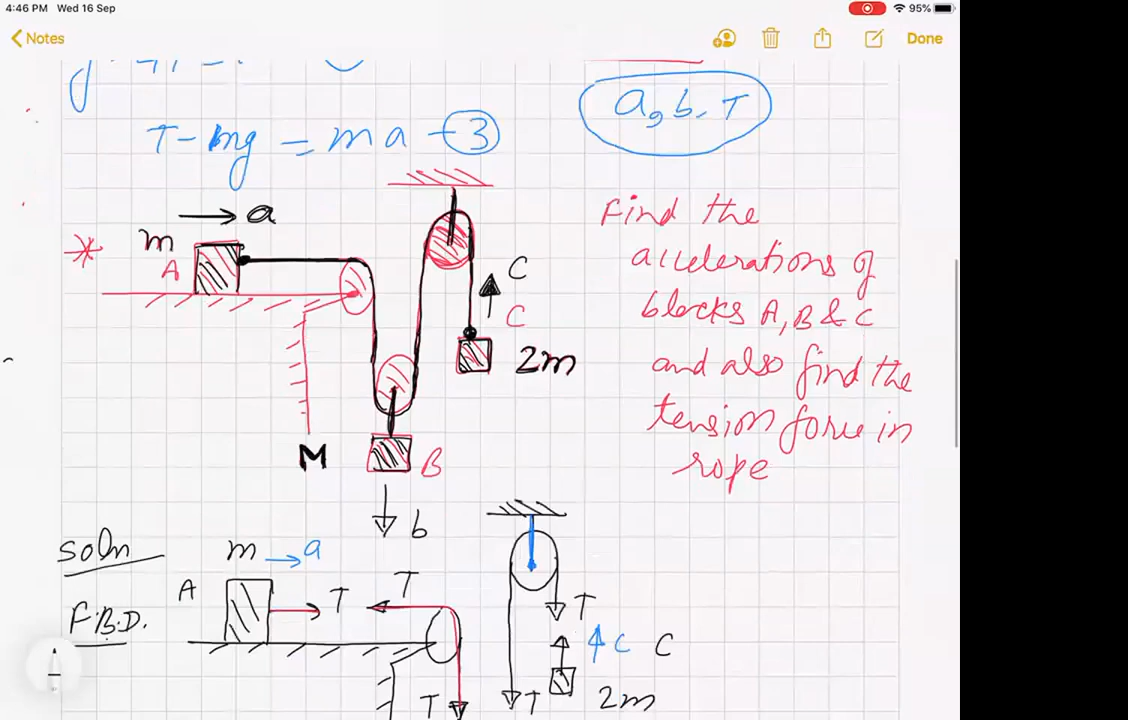 4:46 PM Wed 16 Sep
95%
Notes
Done
a, b, T
T - mg = ma - 3
a
m
A
C
C
2m
M
B
b
Find the
accelerations of
blocks A, B & C
and also find the
tension force in
rope
Soln
F.B.D.
m → a
A
T
T
T
T
C
C
T
2m